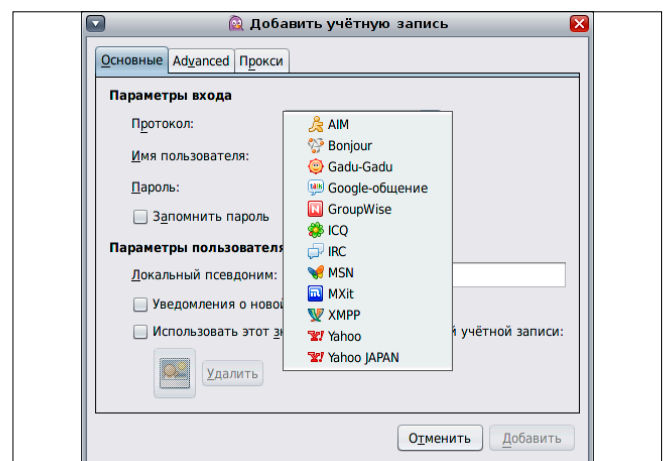 Добавить учётную запись
Основные Advanced Прокси
Параметры входа
Протокол:
AIM
Bonjour
Имя пользователя:
Gadu-Gadu
Пароль:
Google-общение
GroupWise
Запомнить пароль
ICQ
Параметры пользователя
IRC
Локальный псевдоним:
MSN
MXit
Уведомления о новой
XMPP
Использовать этот й учётной записи:
Yahoo
Yahoo JAPAN
Удалить
Отменить Добавить